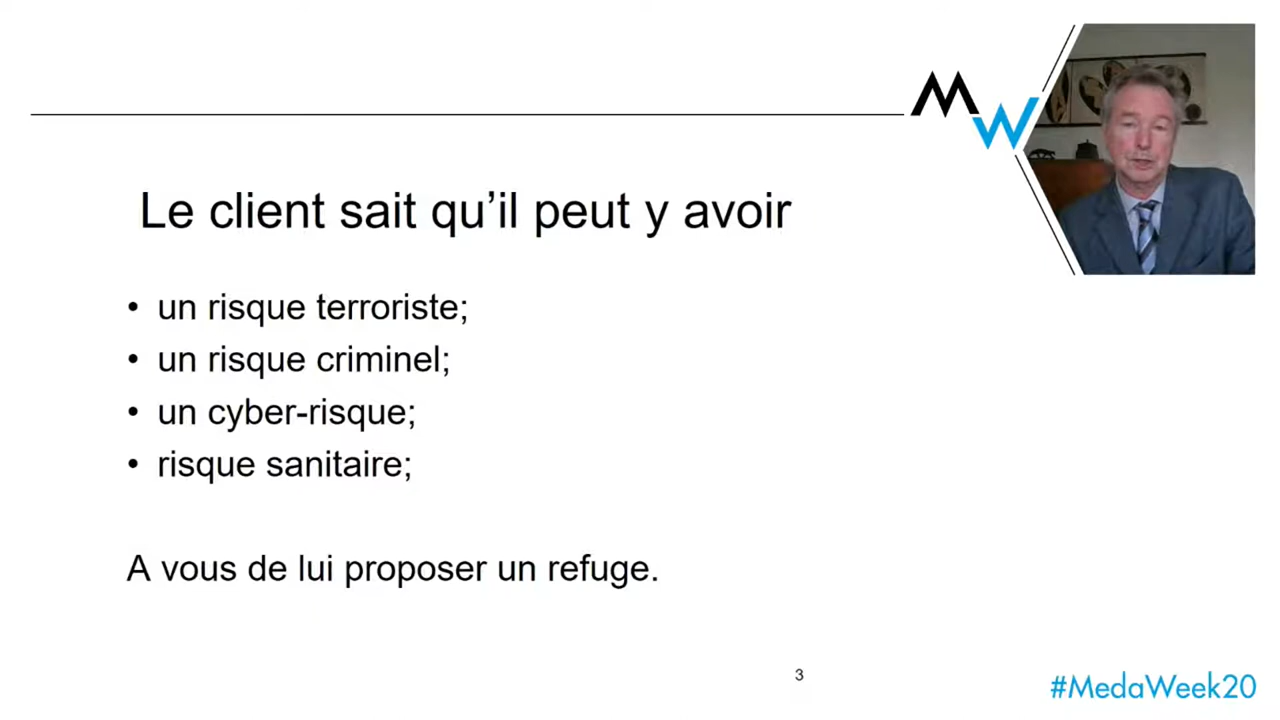 MW
Le client sait qu’il peut y avoir
• un risque terroriste;
• un risque criminel;
• un cyber-risque;
• risque sanitaire;
A vous de lui proposer un refuge.
3
#MedaWeek20